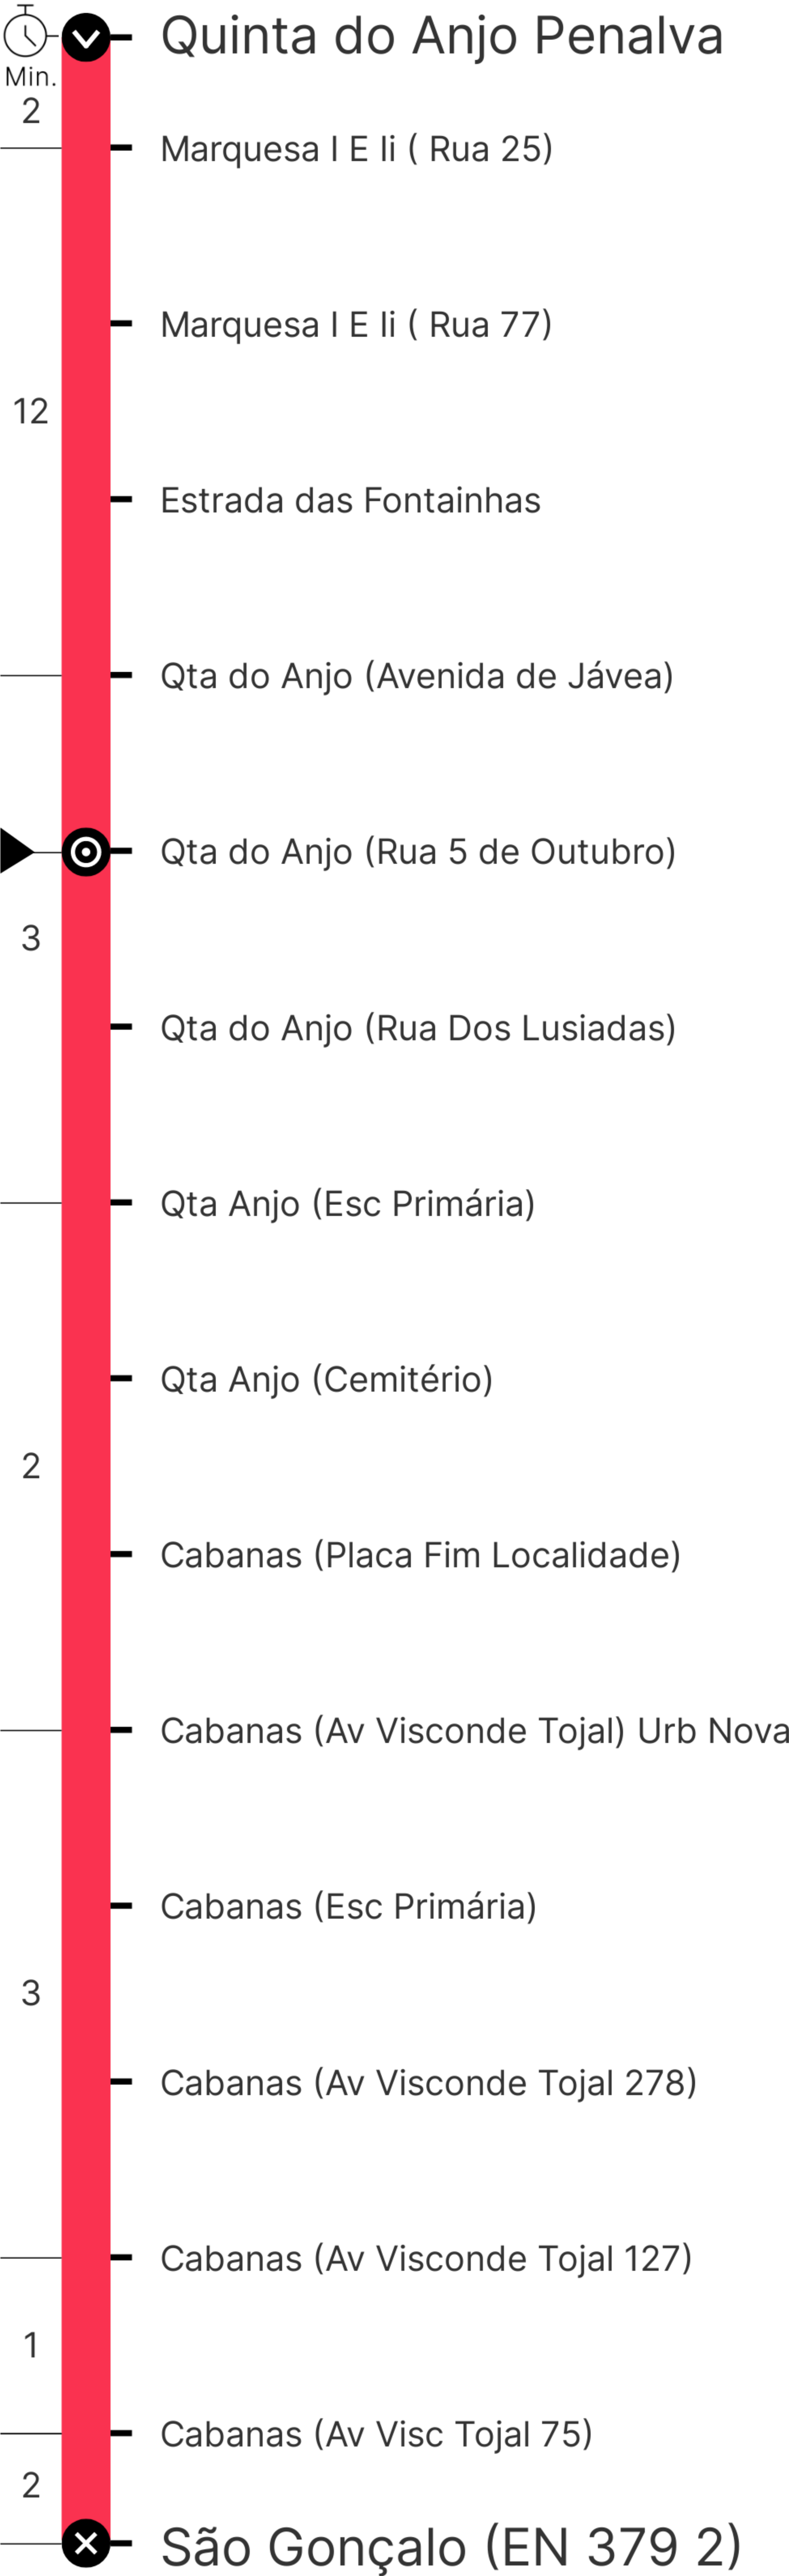 Quinta do Anjo Penalva
Min.
2
Marquesa I E Ii ( Rua 25)
Marquesa I E Ii ( Rua 77)
12
Estrada das Fontainhas
Qta do Anjo (Avenida de Jávea)
Qta do Anjo (Rua 5 de Outubro)
3
Qta do Anjo (Rua Dos Lusiadas)
Qta Anjo (Esc Primária)
Qta Anjo (Cemitério)
2
Cabanas (Placa Fim Localidade)
Cabanas (Av Visconde Tojal) Urb Nova
Cabanas (Esc Primária)
3
Cabanas (Av Visconde Tojal 278)
Cabanas (Av Visconde Tojal 127)
1
Cabanas (Av Visc Tojal 75)
2
São Gonçalo (EN 379 2)